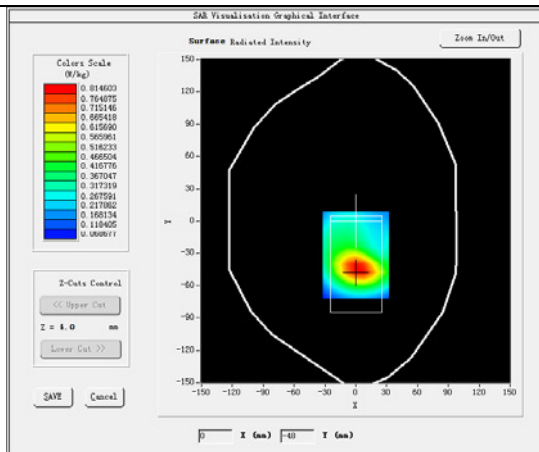 SAR Visualisation Graphical Interface
Surface Radiated Intensity
Zoom In/Out
Colors Scale
(W/kg)
0.814603
0.764875
0.715146
0.665418
0.615690
0.565961
0.516233
0.466504
0.416776
0.367047
0.317319
0.267591
0.217862
0.168134
0.118405
0.068677
Z-Cuts Control
<< Upper Cut
Z = 4.0 mm
Lower Cut >>
SAVE Cancel
150
120
90
60
30
0
-30
-60
-90
-120
-150
Y
-150 -120 -90 -60 -30 0 30 60 90 120 150
X
0 X (mm) -48 Y (mm)